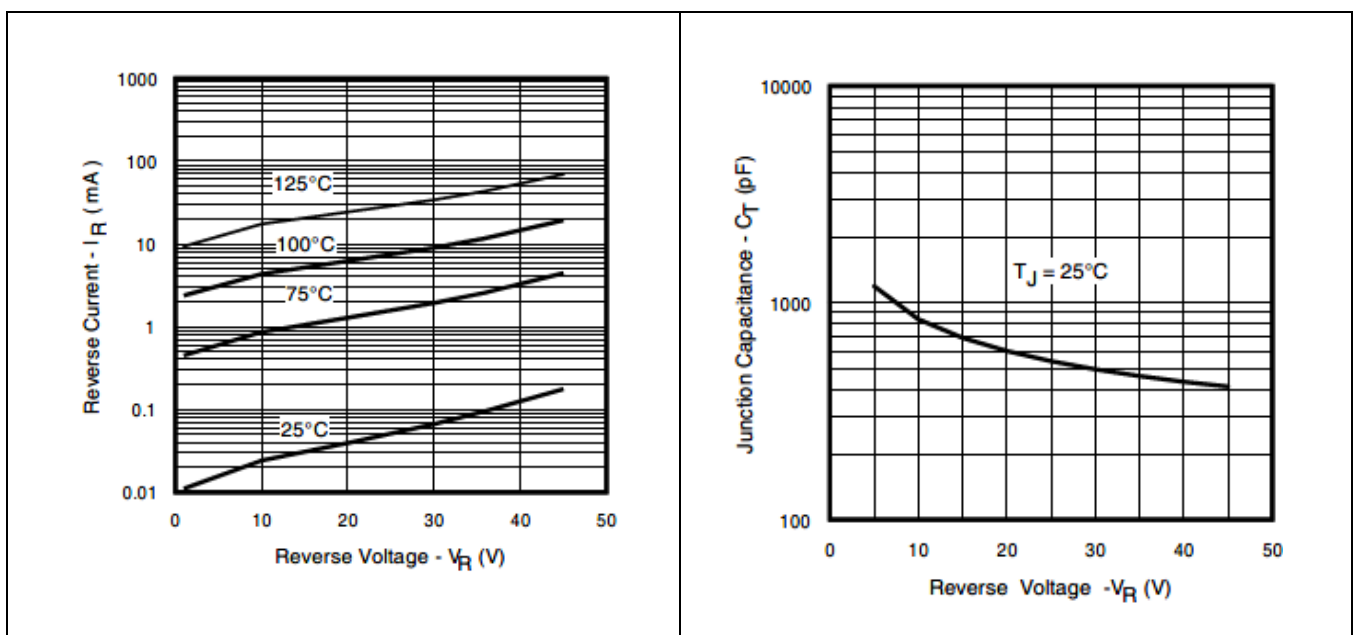 1000
100
10
1
0.1
0.01
Reverse Current - I R ( mA )
125°C
100°C
75°C
25°C
0 10 20 30 40 50
Reverse Voltage - VR (V)
10000
1000
100
Junction Capacitance - CT (pF)
TJ = 25°C
0 10 20 30 40 50
Reverse Voltage -VR (V)